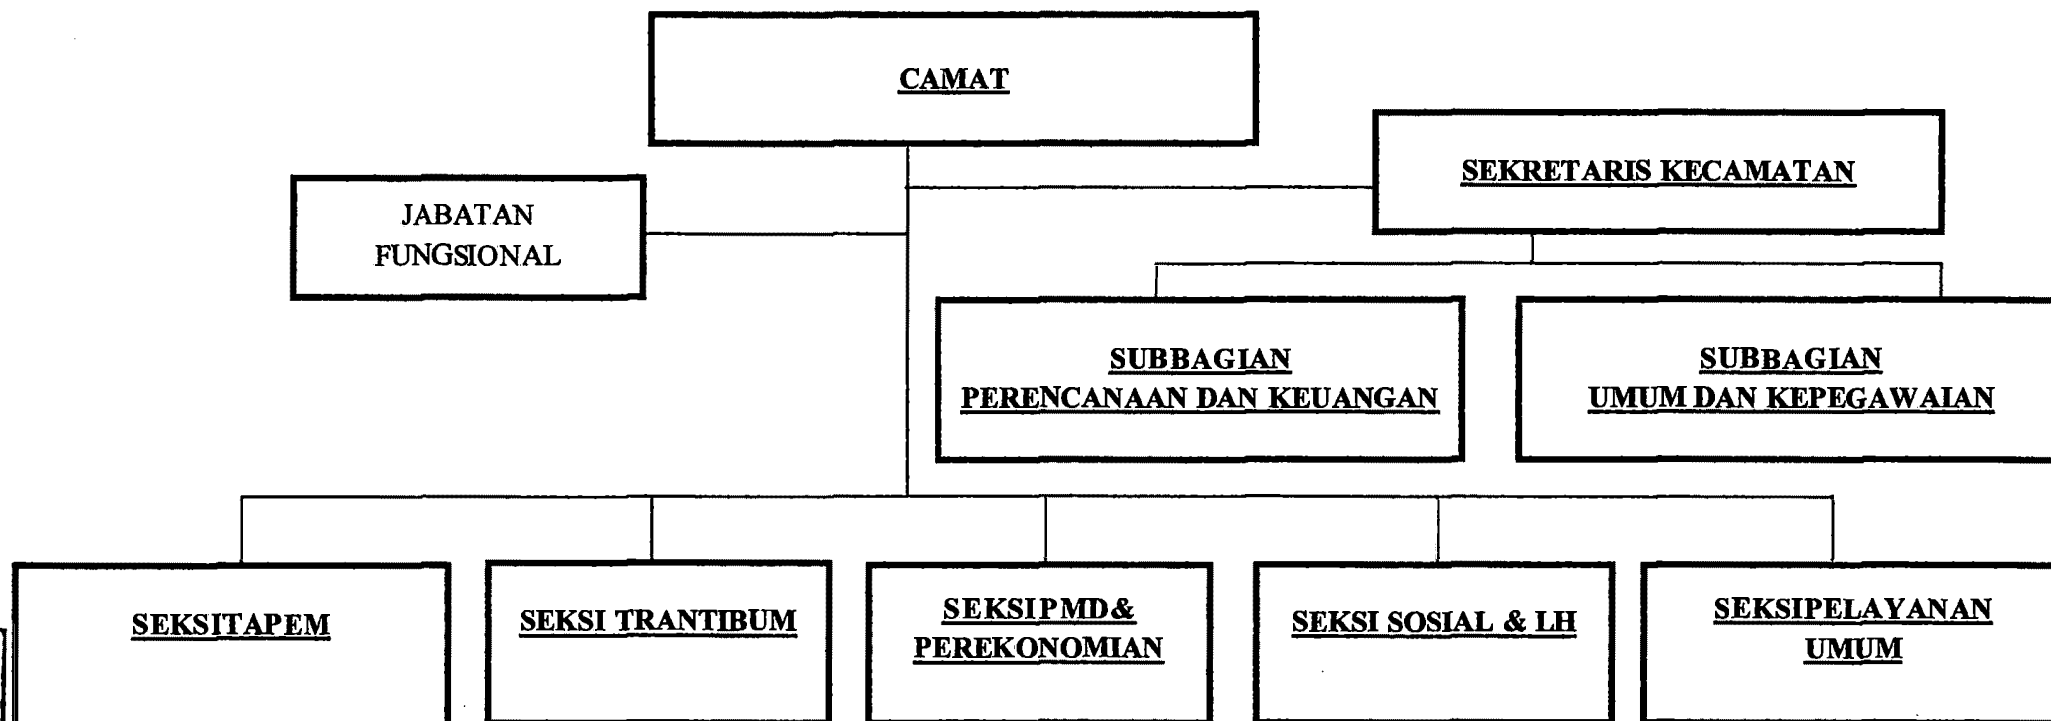 CAMAT
SEKRETARIS KECAMATAN
JABATAN
FUNGSIONAL
SUBBAGIAN
PERENCANAAN DAN KEUANGAN
SUBBAGIAN
UMUM DAN KEPEGAWAIAN
SEKSITAPEM
SEKSI TRANTIBUM
SEKSIPMD&
PEREKONOMIAN
SEKSI SOSIAL & LH
SEKSIPELAYANAN
UMUM